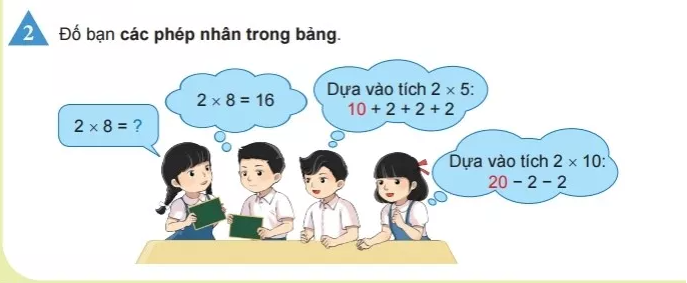 2 Đố bạn các phép nhân trong bảng.
2 × 8 = ?
2 × 8 = 16
Dựa vào tích 2 × 5:
10 + 2 + 2 + 2
Dựa vào tích 2 × 10:
20 – 2 – 2